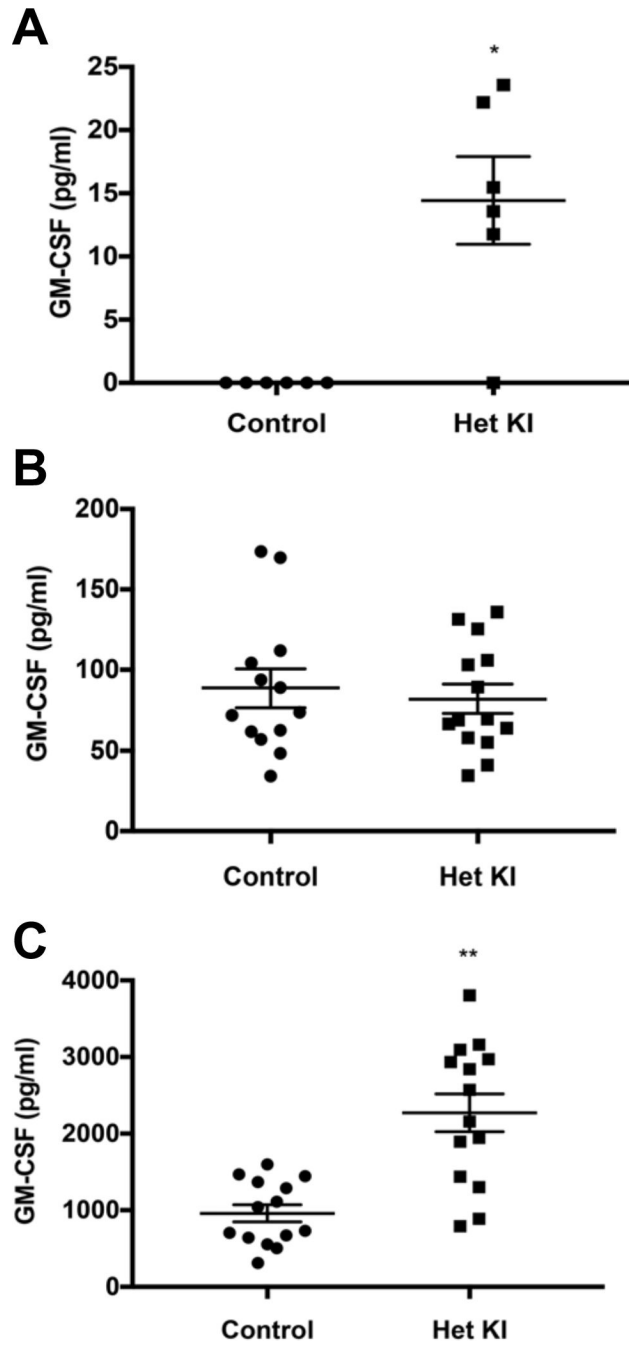 A
*
25
20
15
10
5
0
GM-CSF (pg/ml)
Control Het KI
B
200
150
100
50
0
GM-CSF (pg/ml)
Control Het KI
C
**
4000
3000
2000
1000
0
GM-CSF (pg/ml)
Control Het KI